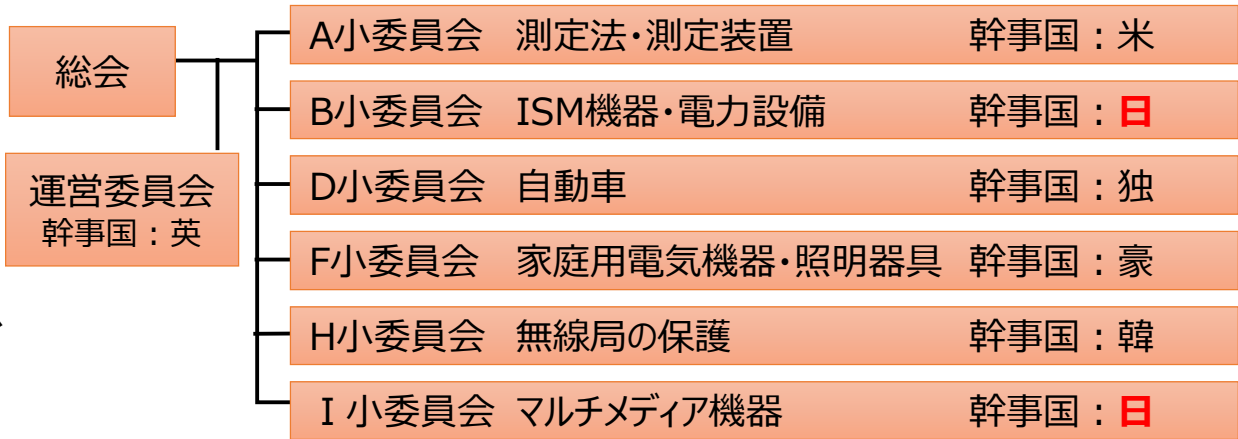 総会
運営委員会
幹事国：英
A小委員会 測定法・測定装置 幹事国：米
B小委員会 ISM機器・電力設備 幹事国：日
D小委員会 自動車 幹事国：独
F小委員会 家庭用電気機器・照明器具 幹事国：豪
H小委員会 無線局の保護 幹事国：韓
I 小委員会 マルチメディア機器 幹事国：日